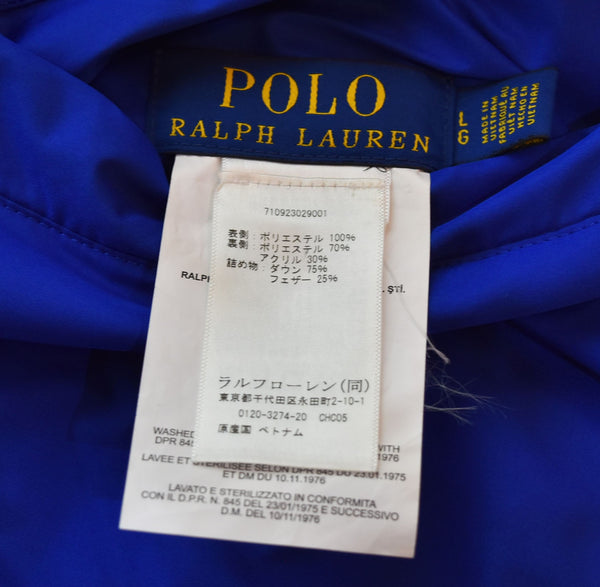 POLO
RALPH LAUREN
L
G
MADE IN
VIETNAM
FABRIQUÉ AU
VIÊT NAM
HECHO EN
VIETNAM
710923029001
表側：ポリエステル 100%
裏側：ポリエステル 70%
アクリル 30%
詰め物：ダウン 75%
フェザー 25%
RALP
ŞTİ.
ラルフローレン(同)
東京都千代田区永田町2-10-1
0120-3274-20 CHC05
原産国 ベトナム
WASHED
WITH
DPR 845
LAVEE ET STERILISEE SELON DPR 845 DU 23.01.1975
ET DM DU 10.11.1976
LAVATO E STERILIZZATO IN CONFORMITA
CON IL D.P.R. N. 845 DEL 23/01/1975 E SUCCESSIVO
D.M. DEL 10/11/1976